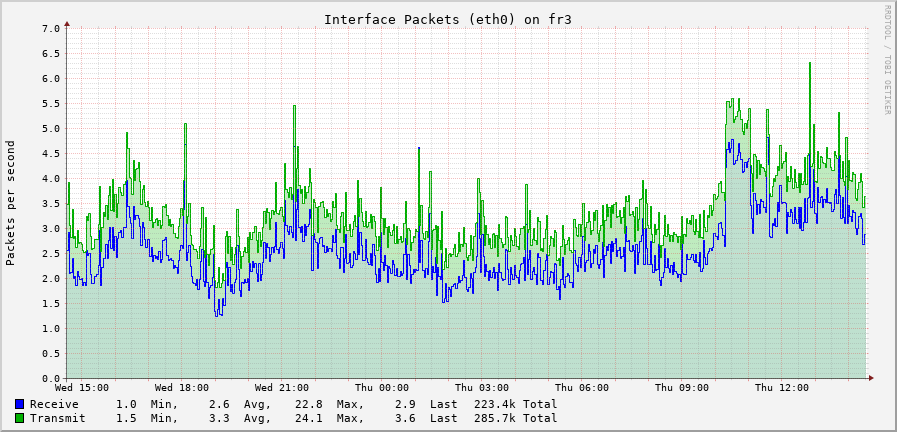 Interface Packets (eth0) on fr3
RRDTOOL / TOBI OETIKER
Packets per second
7.0
6.5
6.0
5.5
5.0
4.5
4.0
3.5
3.0
2.5
2.0
1.5
1.0
0.5
0.0
Wed 15:00 Wed 18:00 Wed 21:00 Thu 00:00 Thu 03:00 Thu 06:00 Thu 09:00 Thu 12:00
Receive 1.0 Min, 2.6 Avg, 22.8 Max, 2.9 Last 223.4k Total
Transmit 1.5 Min, 3.3 Avg, 24.1 Max, 3.6 Last 285.7k Total